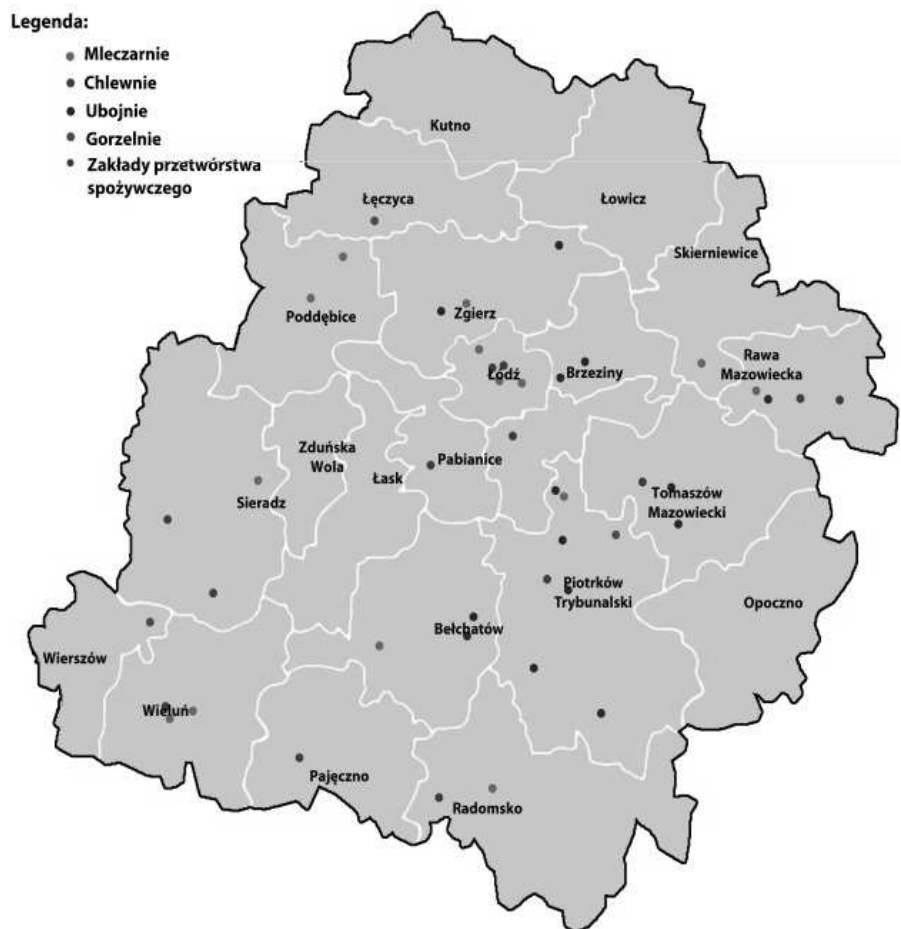 Legenda:
Mleczarnie
Chlewnie
Ubojnie
Gorzelnie
Zakłady przetwórstwa
spożywczego
Kutno
Łęczyca
Łowicz
Skierniewice
Poddębice
Zgierz
Łódź
Brzeziny
Rawa
Mazowiecka
Zduńska
Wola
Łask
Pabianice
Sieradz
Tomaszów
Mazowiecki
Piotrków
Trybunalski
Opoczno
Bełchatów
Wierszów
Wieluń
Pajęczno
Radomsko